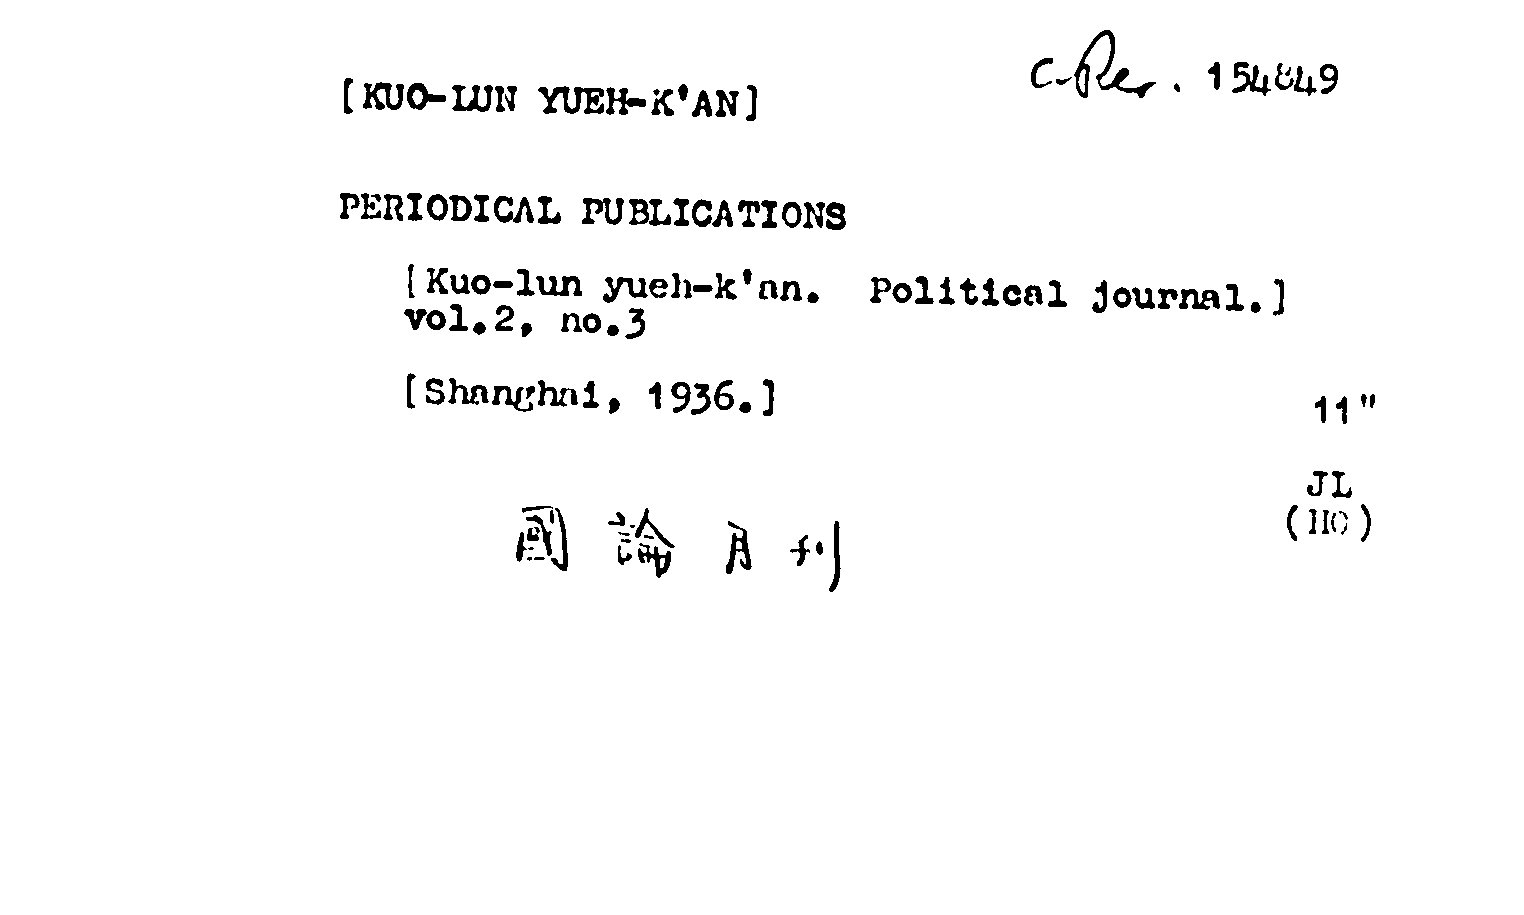 [KUO-LUN YUEH-K'AN]
C. Per. 154849
PERIODICAL PUBLICATIONS
[Kuo-lun yueh-k'an. Political journal.]
vol.2, no.3
[Shanghai, 1936.]
11"
JL
(HC)
國論月刋